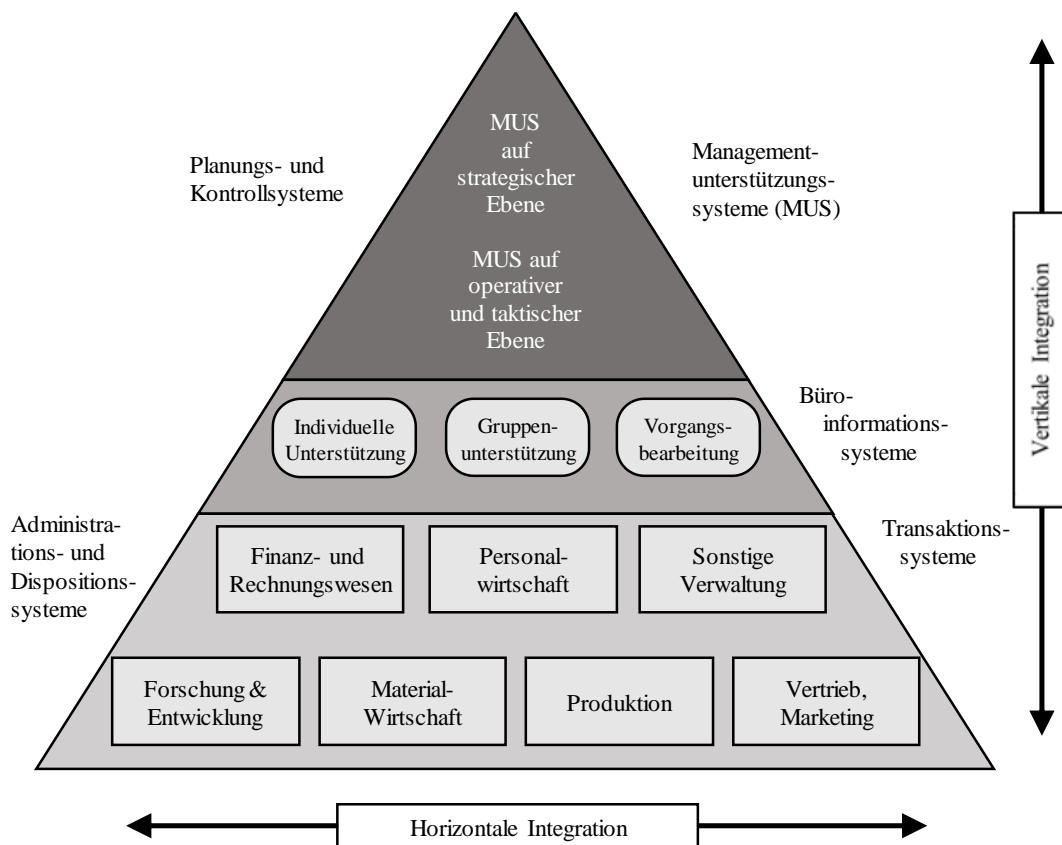 MUS
auf
strategischer
Ebene
MUS auf
operativer
und taktischer
Ebene
Planungs- und
Kontrollsysteme
Management-
unterstützungs-
systeme (MUS)
Vertikale Integration
Individuelle
Unterstützung
Gruppen-
unterstützung
Vorgangs-
bearbeitung
Büro-
informations-
systeme
Administra-
tions- und
Dispositions-
systeme
Finanz- und
Rechnungswesen
Personal-
wirtschaft
Sonstige
Verwaltung
Transaktions-
systeme
Forschung &
Entwicklung
Material-
Wirtschaft
Produktion
Vertrieb,
Marketing
Horizontale Integration